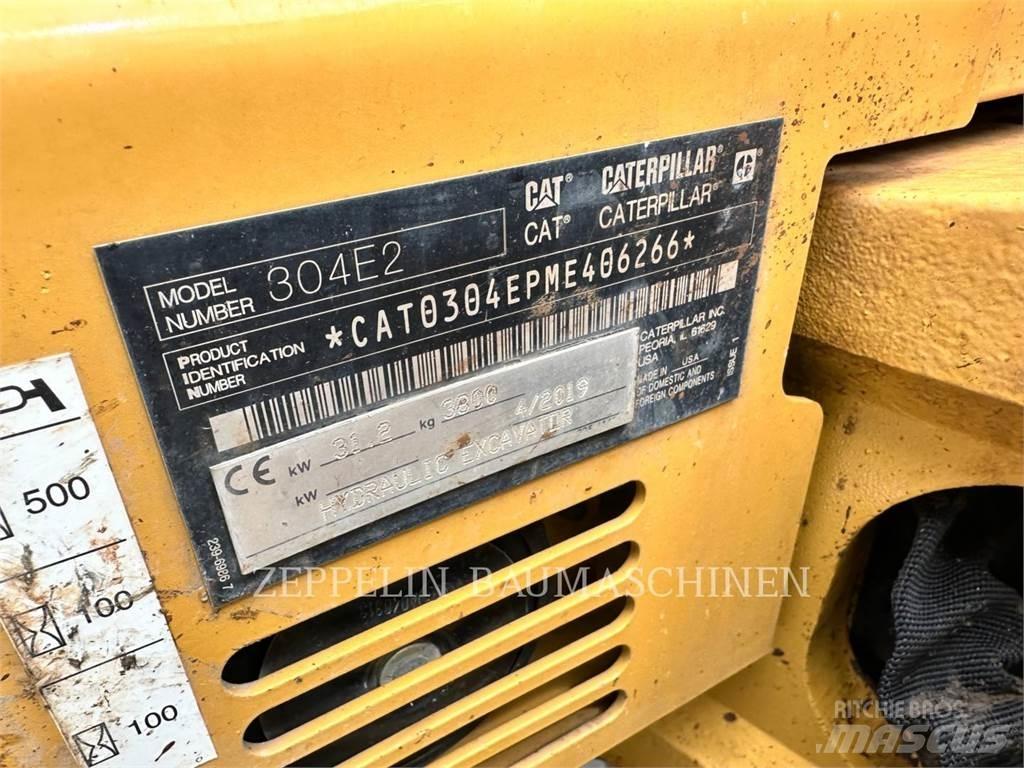 CAT® CATERPILLAR®
CAT® CATERPILLAR®
MODEL NUMBER 304E2
PRODUCT IDENTIFICATION NUMBER *CAT0304EPME406266*
CATERPILLAR INC.
PEORIA, IL 61629
USA
MADE IN USA
OF DOMESTIC AND
FOREIGN COMPONENTS
ISSUE 1
CE kW 31.2 kg 3800 4/2019
kW HYDRAULIC EXCAVATOR
239-6986 7
H
500
100
100
ZEPPELIN BAUMASCHINEN
RITCHIE BROS
MASCUS